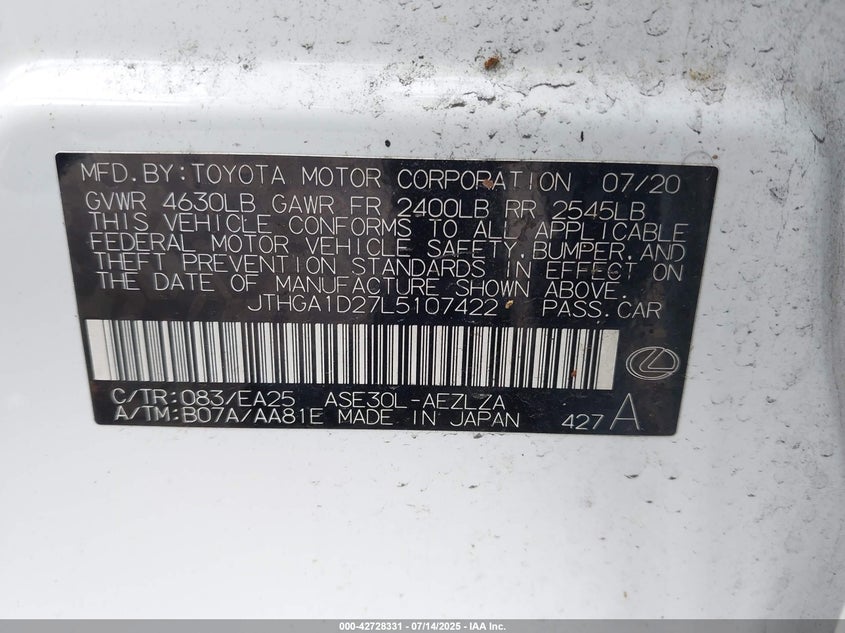 MFD.BY:TOYOTA MOTOR CORPORATION 07/20
GVWR 4630LB GAWR FR 2400LB RR 2545LB
THIS VEHICLE CONFORMS TO ALL APPLICABLE
FEDERAL MOTOR VEHICLE SAFETY,BUMPER,AND
THEFT PREVENTION STANDARDS IN EFFECT ON
THE DATE OF MANUFACTURE SHOWN ABOVE.
JTHGA1D27L5107422 PASS.CAR
C/TR:083/EA25 ASE30L-AEZLZA
A/TM:B07A/AA81E MADE IN JAPAN 427 A
000-42728331 - 07/14/2025 - IAA Inc.